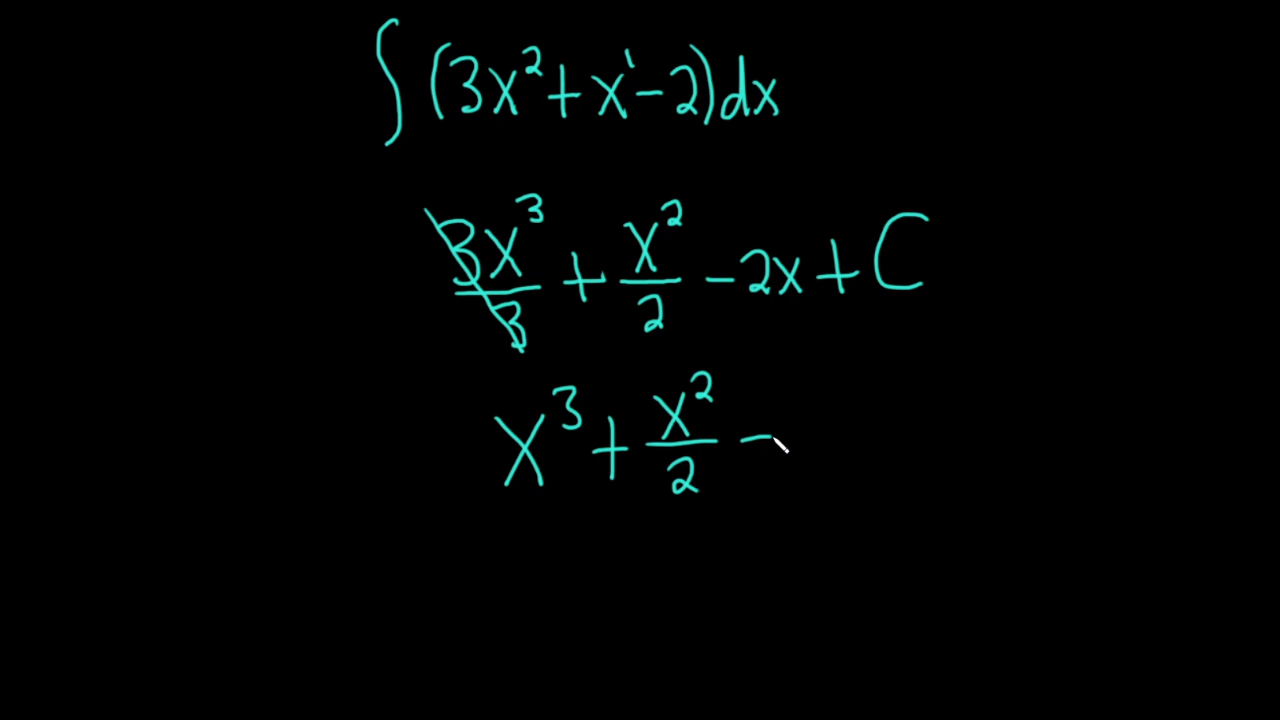 ∫ (3x² + x¹ - 2) dx
3x³/3 + x²/2 - 2x + C
x³ + x²/2 -